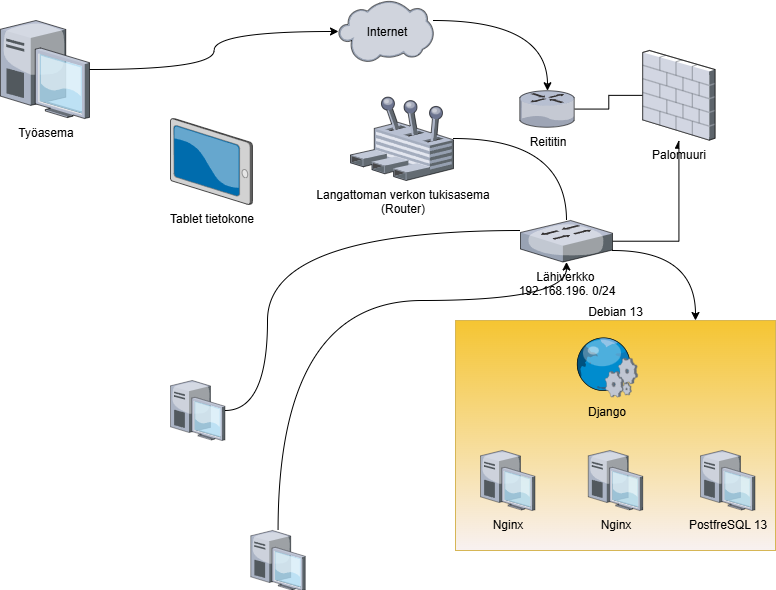 Internet
Työasema
Reititin
Palomuuri
Langattoman verkon tukisasema
(Router)
Tablet tietokone
Lähiverkko
192.168.196. 0/24
Debian 13
Django
Nginx
Nginx
PostfreSQL 13